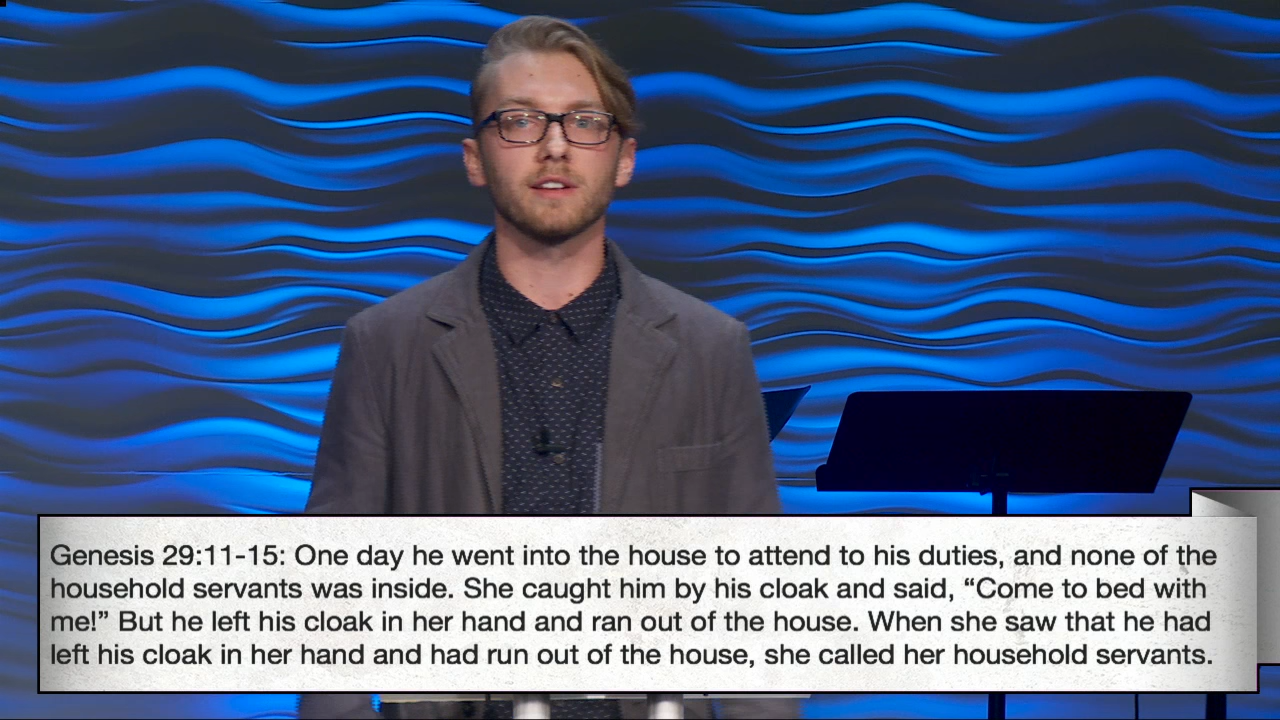 Genesis 29:11-15: One day he went into the house to attend to his duties, and none of the
household servants was inside. She caught him by his cloak and said, “Come to bed with
me!” But he left his cloak in her hand and ran out of the house. When she saw that he had
left his cloak in her hand and had run out of the house, she called her household servants.